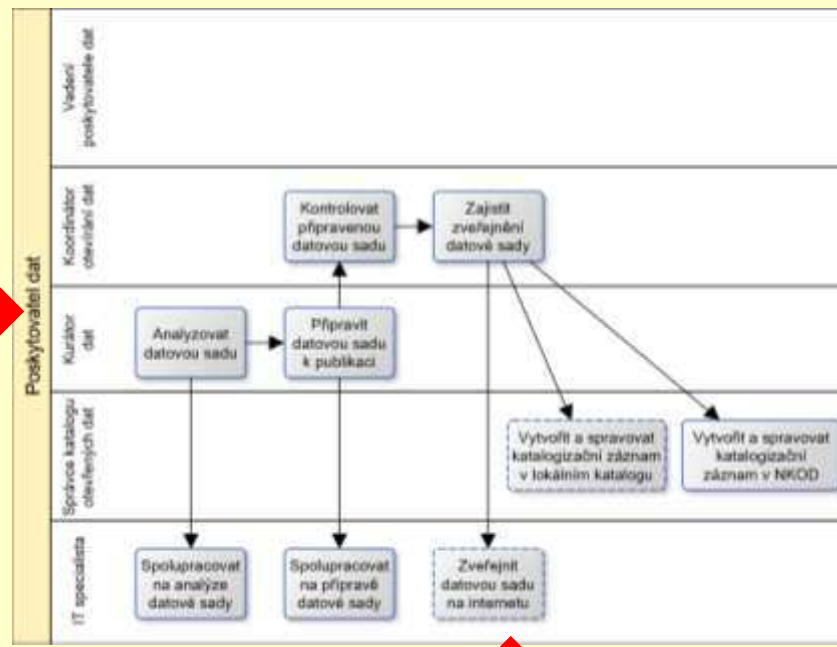 Poskytovatel dat
Vedení
poskytovatele dat
Koordinátor
otevírání dat
Kontrolovat
připravenou
datovou sadu
Zajistit
zveřejnění
datové sady
Kurátor
dat
Analyzovat
datovou sadu
Připravit
datovou sadu
k publikaci
Správce katalogu
otevřených dat
Vytvořit a spravovat
katalogizační záznam
v lokálním katalogu
Vytvořit a spravovat
katalogizační
záznam v NKOD
IT specialista
Spolupracovat
na analýze
datové sady
Spolupracovat
na přípravě
datové sady
Zveřejnit
datovou sadu
na internetu